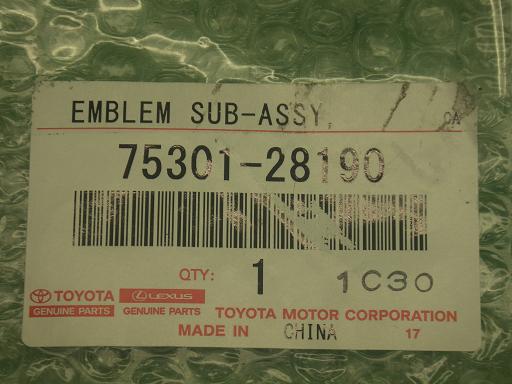 EMBLEM SUB-ASSY, CA
75301-28190
QTY: 1 1C30
TOYOTA LEXUS
GENUINE PARTS GENUINE PARTS TOYOTA MOTOR CORPORATION
MADE IN CHINA 17